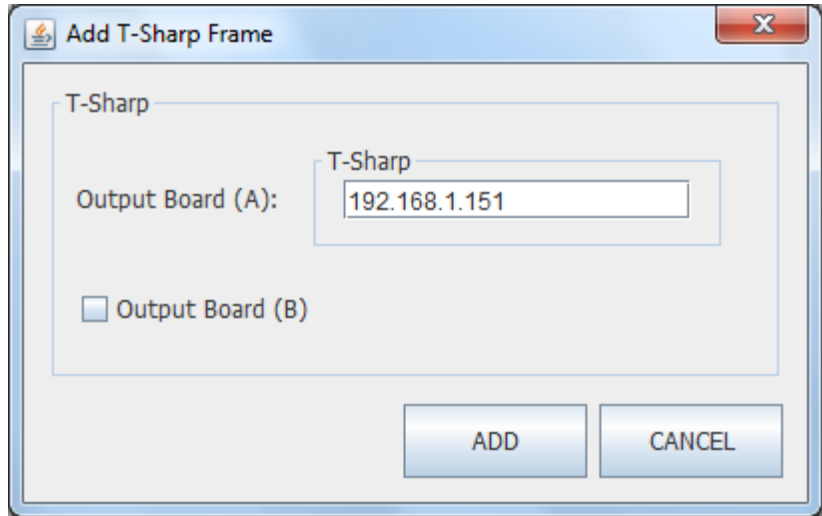 Add T-Sharp Frame
T-Sharp
T-Sharp
Output Board (A):
192.168.1.151
Output Board (B)
ADD
CANCEL